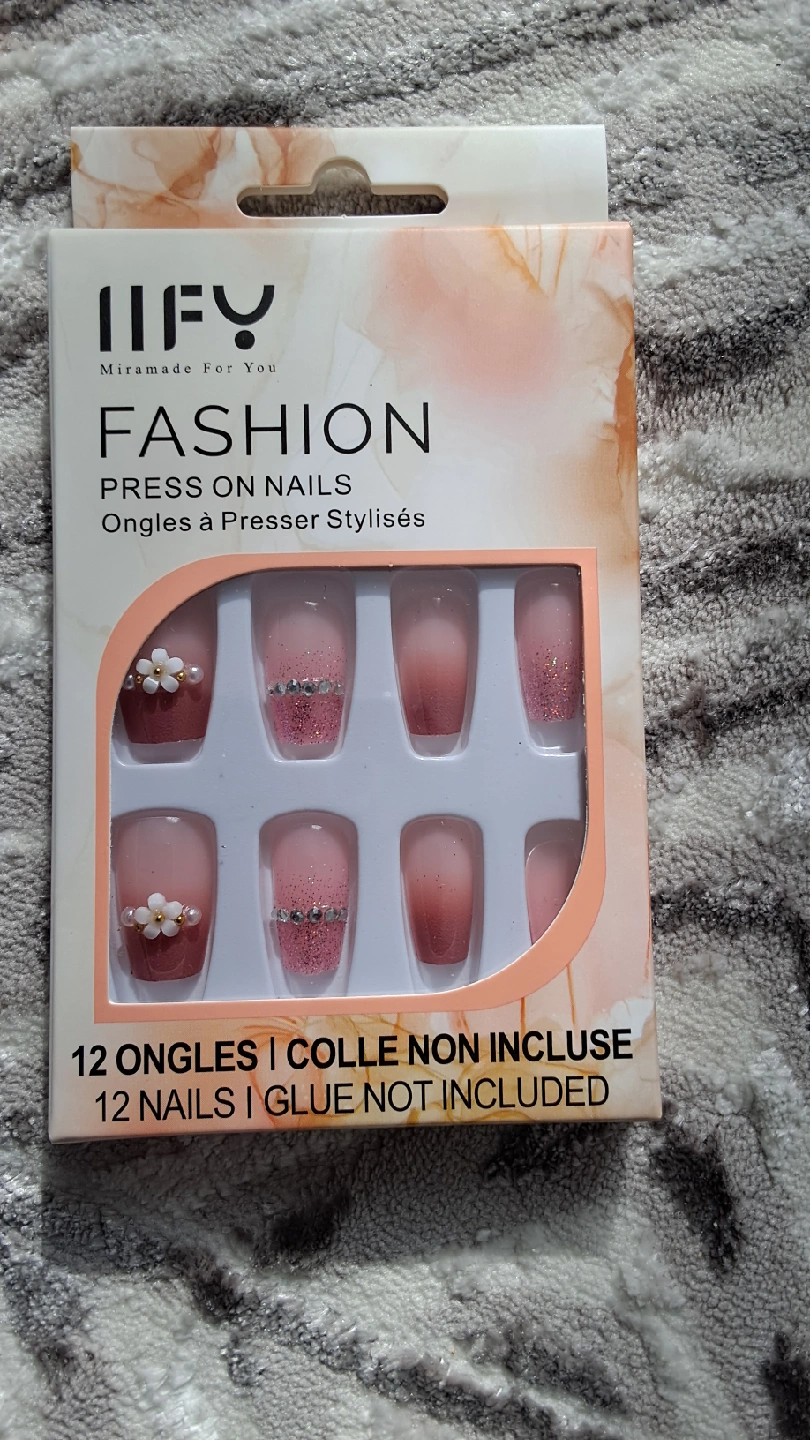 IIFY
Miramade For You
FASHION
PRESS ON NAILS
Ongles à Presser Stylisés
12 ONGLES | COLLE NON INCLUSE
12 NAILS | GLUE NOT INCLUDED